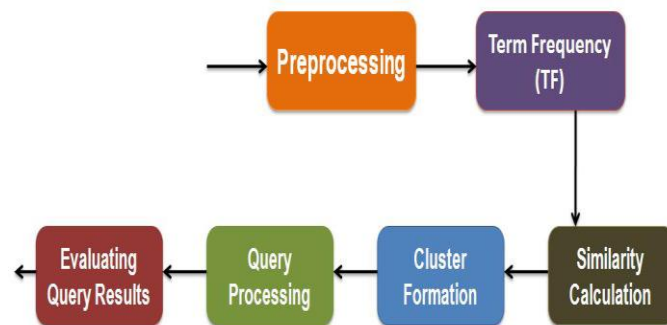 Preprocessing
Term Frequency
(TF)
Similarity
Calculation
Cluster
Formation
Query
Processing
Evaluating
Query Results